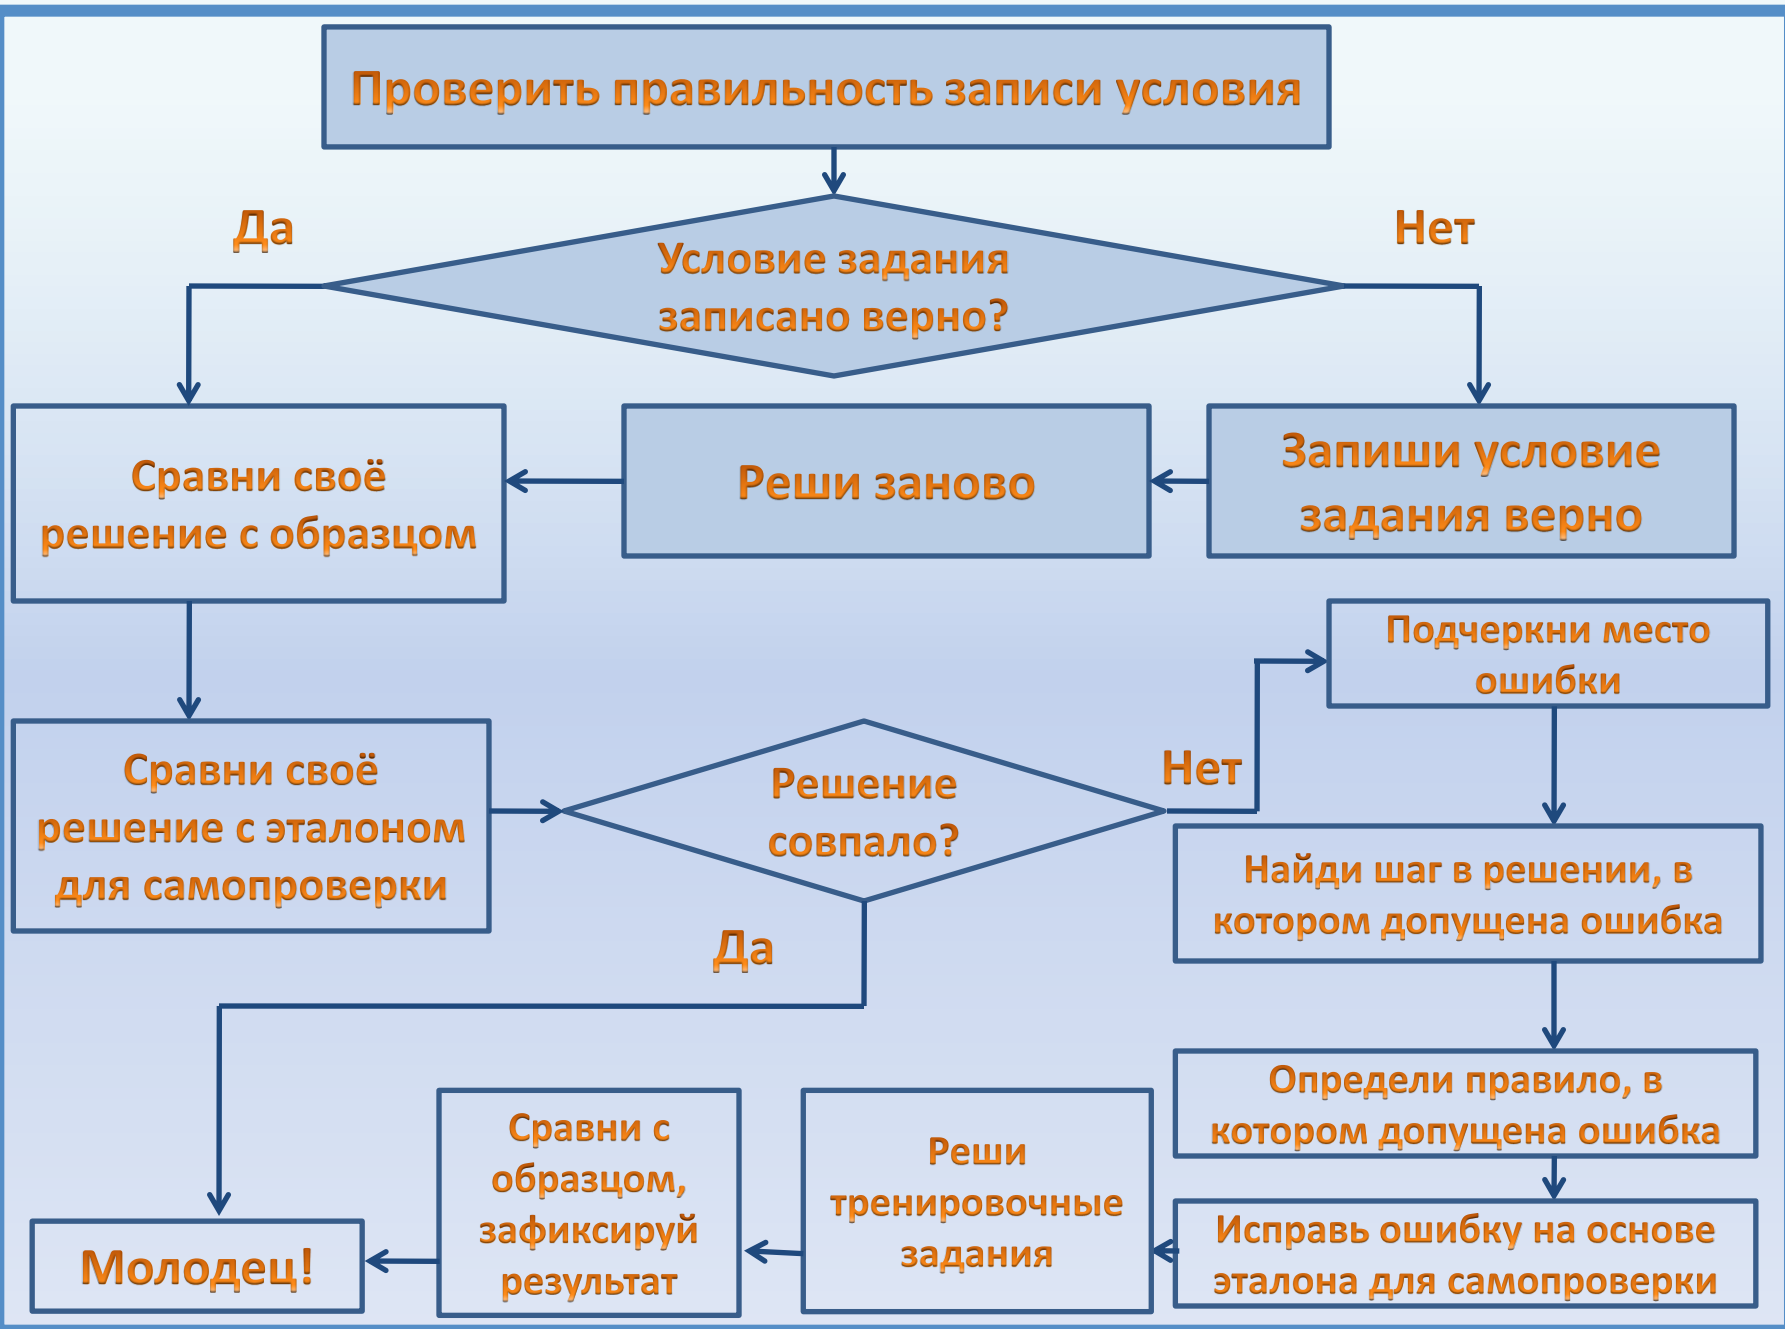 Проверить правильность записи условия
Да
Нет
Условие задания
записано верно?
Сравни своё
решение с образцом
Реши заново
Запиши условие
задания верно
Подчеркни место
ошибки
Сравни своё
решение с эталоном
для самопроверки
Решение
совпало?
Нет
Найди шаг в решении, в
котором допущена ошибка
Да
Определи правило, в
котором допущена ошибка
Сравни с
образцом,
зафиксируй
результат
Реши
тренировочные
задания
Исправь ошибку на основе
эталона для самопроверки
Молодец!